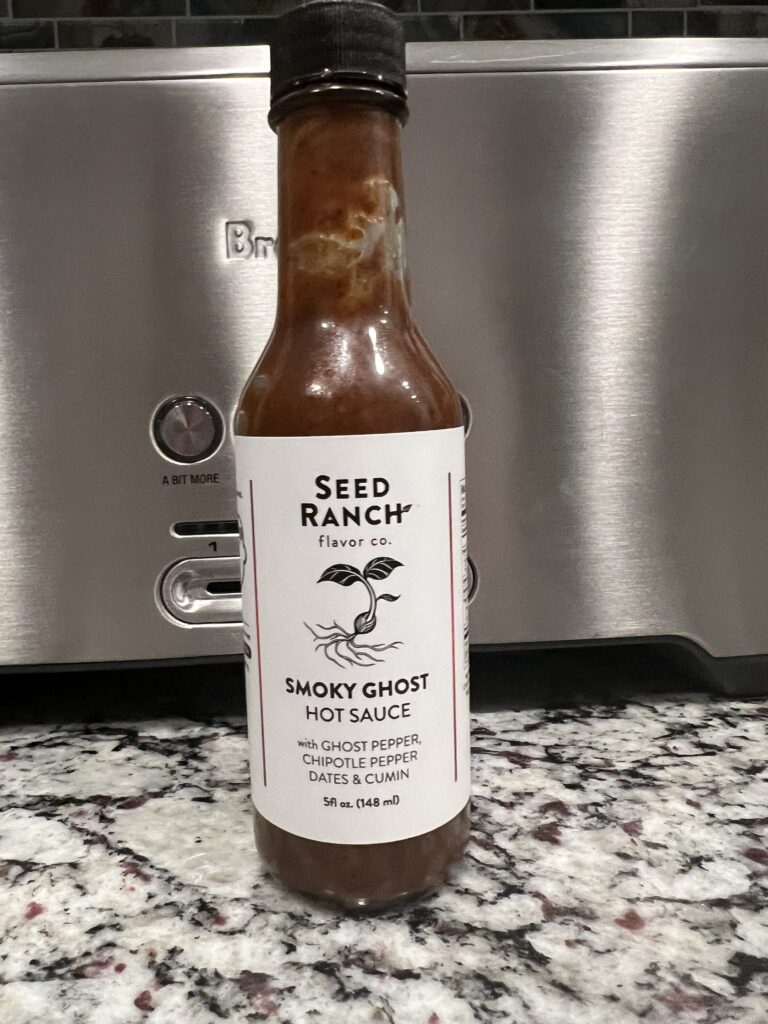 Br
A BIT MORE
1
SEED
RANCH
flavor co.
SMOKY GHOST
HOT SAUCE
with GHOST PEPPER,
CHIPOTLE PEPPER
DATES & CUMIN
5fl oz. (148 ml)